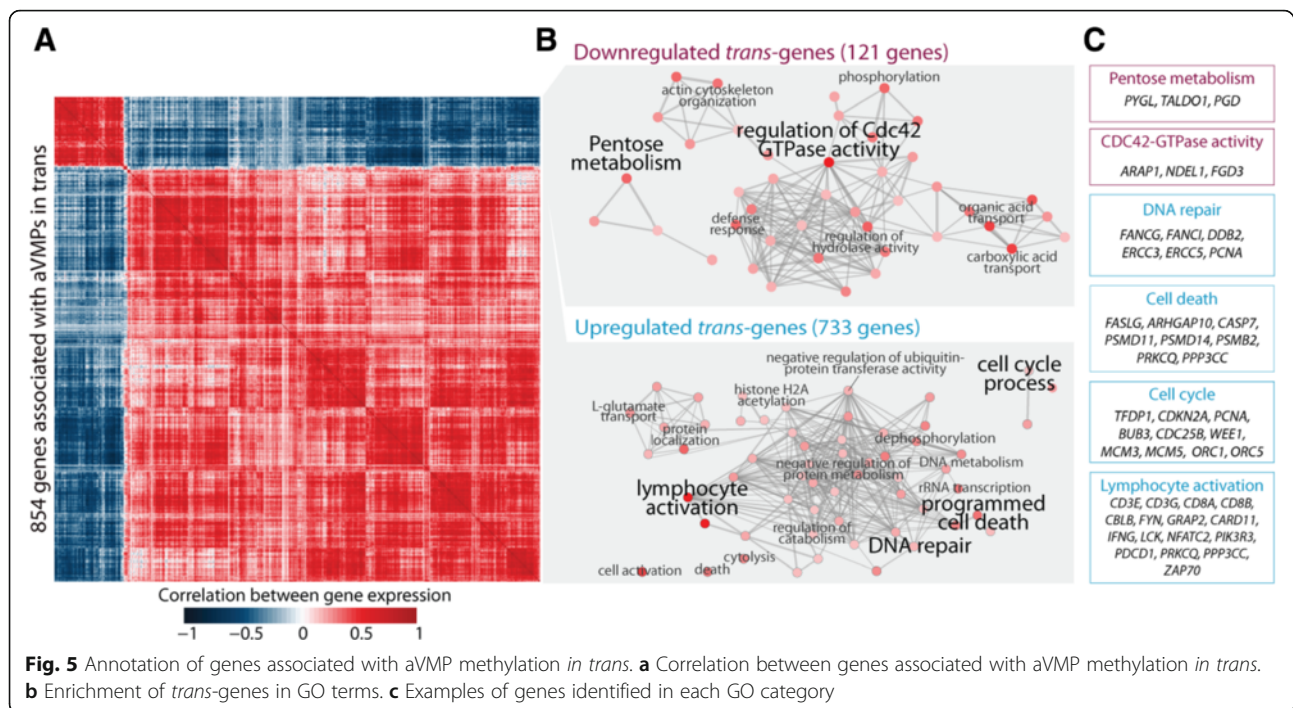 A
854 genes associated with aVMPs in trans
Correlation between gene expression
−1 −0.5 0 0.5 1
B
Downregulated trans-genes (121 genes)
actin cytoskeleton
organization
phosphorylation
regulation of Cdc42
GTPase activity
Pentose
metabolism
defense
response
regulation of
hydrolase activity
organic acid
transport
carboxylic acid
transport
Upregulated trans-genes (733 genes)
negative regulation of ubiquitin-
protein transferase activity
cell cycle
process
histone H2A
acetylation
L-glutamate
transport
protein
localization
dephosphorylation
negative regulation of
protein metabolism
DNA metabolism
lymphocyte
activation
rRNA transcription
programmed
cell death
regulation of
catabolism
DNA repair
cytolysis
cell activation
death
C
Pentose metabolism
PYGL, TALDO1, PGD
CDC42-GTPase activity
ARAP1, NDEL1, FGD3
DNA repair
FANCG, FANCI, DDB2,
ERCC3, ERCC5, PCNA
Cell death
FASLG, ARHGAP10, CASP7,
PSMD11, PSMD14, PSMB2,
PRKCQ, PPP3CC
Cell cycle
TFDP1, CDKN2A, PCNA,
BUB3, CDC25B, WEE1,
MCM3, MCM5, ORC1, ORC5
Lymphocyte activation
CD3E, CD3G, CD8A, CD8B,
CBLB, FYN, GRAP2, CARD11,
IFNG, LCK, NFATC2, PIK3R3,
PDCD1, PRKCQ, PPP3CC,
ZAP70
Fig. 5 Annotation of genes associated with aVMP methylation in trans. a Correlation between genes associated with aVMP methylation in trans.
b Enrichment of trans-genes in GO terms. c Examples of genes identified in each GO category